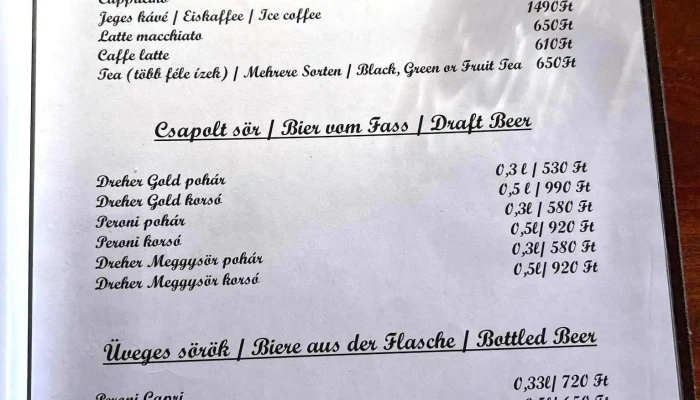 Cappucino
Jeges kávé | Eiskaffee | Ice coffee 1490Ft
Latte macchiato 650Ft
Caffe latte 610Ft
Tea (több féle ízek) | Mehrere Sorten | Black, Green or Fruit Tea 650Ft
Csapolt sör | Bier vom Fass | Draft Beer
Dreher Gold pohár 0,3 l | 530 Ft
Dreher Gold korsó 0,5 l | 990 Ft
Peroni pohár 0,3l | 580 Ft
Peroni korsó 0,5l| 920 Ft
Dreher Meggysör pohár 0,3l| 580 Ft
Dreher Meggysör korsó 0,5l| 920 Ft
Üveges sörök | Biere aus der Flasche | Bottled Beer
Peroni Capri 0,33l| 720 Ft